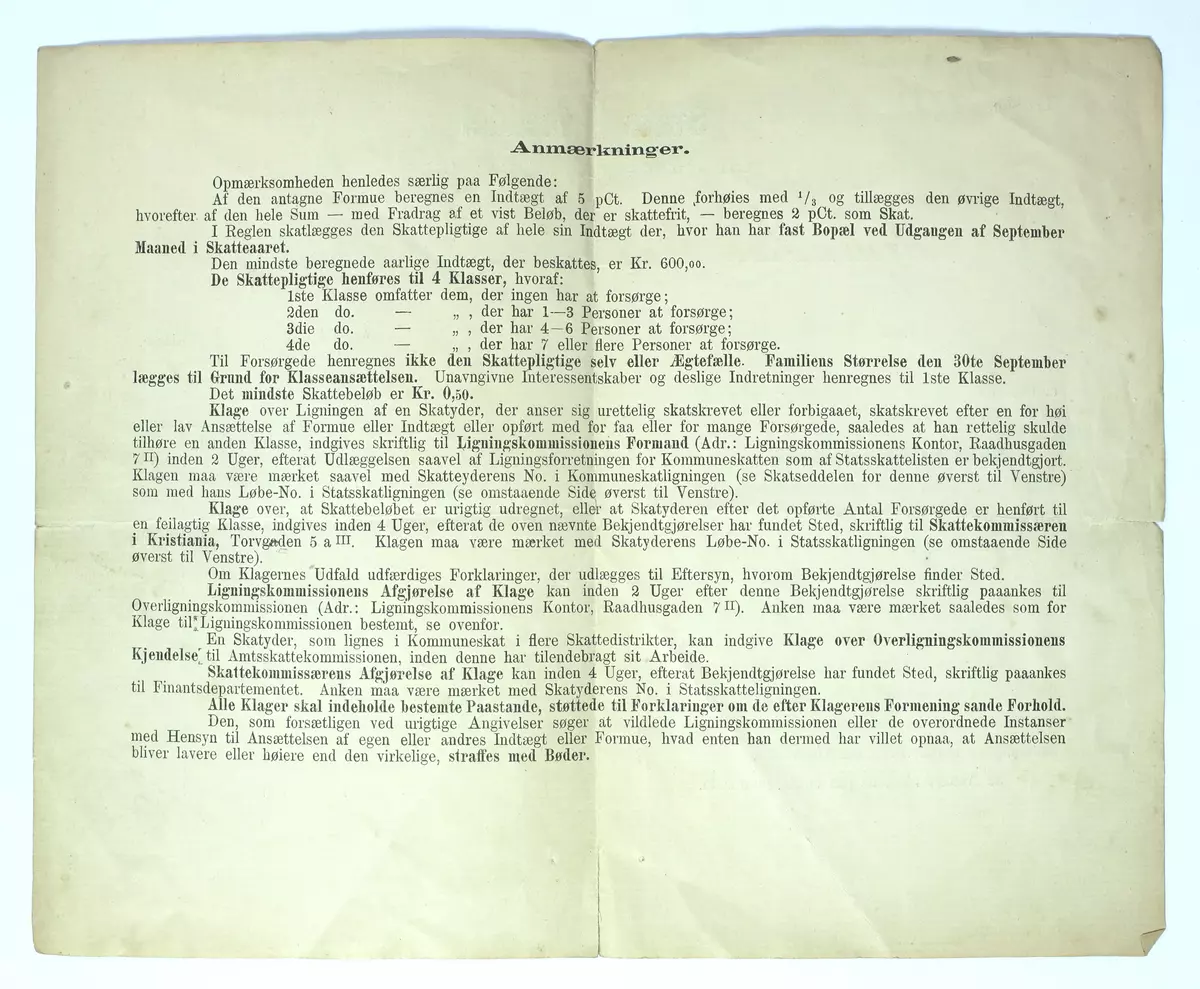 Anmærkninger.
Opmærksomheden henledes særlig paa Følgende:
Af den antagne Formue beregnes en Indtægt af 5 pCt. Denne forhøies med 1/3 og tillægges den øvrige Indtægt,
hvorefter af den hele Sum — med Fradrag af et vist Beløb, der er skattefrit, — beregnes 2 pCt. som Skat.
I Reglen skatlægges den Skattepligtige af hele sin Indtægt der, hvor han har fast Bopæl ved Udgangen af September
Maaned i Skatteaaret.
Den mindste beregnede aarlige Indtægt, der beskattes, er Kr. 600,00.
De Skattepligtige henføres til 4 Klasser, hvoraf:
1ste Klasse omfatter dem, der ingen har at forsørge;
2den do. — „ , der har 1—3 Personer at forsørge;
3die do. — „ , der har 4—6 Personer at forsørge;
4de do. — „ , der har 7 eller flere Personer at forsørge.
Til Forsørgede henregnes ikke den Skattepligtige selv eller Ægtefælle. Familiens Størrelse den 30te September
lægges til Grund for Klasseansættelsen. Unavngivne Interessentskaber og deslige Indretninger henregnes til 1ste Klasse.
Det mindste Skattebeløb er Kr. 0,50.
Klage over Ligningen af en Skatyder, der anser sig urettelig skatskrevet eller forbigaaet, skatskrevet efter en for høi
eller lav Ansættelse af Formue eller Indtægt eller opført med for faa eller for mange Forsørgede, saaledes at han rettelig skulde
tilhøre en anden Klasse, indgives skriftlig til Ligningskommissionens Formand (Adr.: Ligningskommissionens Kontor, Raadhusgaden
7 II) inden 2 Uger, efterat Udlæggelsen saavel af Ligningsforretningen for Kommuneskatten som af Statsskattelisten er bekjendtgjort.
Klagen maa være mærket saavel med Skatteyderens No. i Kommuneskatligningen (se Skatseddelen for denne øverst til Venstre)
som med hans Løbe-No. i Statsskatligningen (se omstaaende Side øverst til Venstre).
Klage over, at Skattebeløbet er urigtig udregnet, eller at Skatyderen efter det opførte Antal Forsørgede er henført til
en feilagtig Klasse, indgives inden 4 Uger, efterat de oven nævnte Bekjendtgjørelser har fundet Sted, skriftlig til Skattekommissæren
i Kristiania, Torvgaden 5 a III. Klagen maa være mærket med Skatyderens Løbe-No. i Statsskatligningen (se omstaaende Side
øverst til Venstre).
Om Klagernes Udfald udfærdiges Forklaringer, der udlægges til Eftersyn, hvorom Bekjendtgjørelse finder Sted.
Ligningskommissionens Afgjørelse af Klage kan inden 2 Uger efter denne Bekjendtgjørelse skriftlig paaankes til
Overligningskommissionen (Adr.: Ligningskommissionens Kontor, Raadhusgaden 7 II). Anken maa være mærket saaledes som for
Klage til Ligningskommissionen bestemt, se ovenfor.
En Skatyder, som lignes i Kommuneskat i flere Skattedistrikter, kan indgive Klage over Overligningskommissionens
Kjendelse til Amtsskattekommissionen, inden denne har tilendebragt sit Arbeide.
Skattekommissærens Afgjørelse af Klage kan inden 4 Uger, efterat Bekjendtgjørelse har fundet Sted, skriftlig paaankes
til Finantsdepartementet. Anken maa være mærket med Skatyderens No. i Statsskatteligningen.
Alle Klager skal indeholde bestemte Paastande, støttede til Forklaringer om de efter Klagerens Formening sande Forhold.
Den, som forsætligen ved urigtige Angivelser søger at vildlede Ligningskommissionen eller de overordnede Instanser
med Hensyn til Ansættelsen af egen eller andres Indtægt eller Formue, hvad enten han dermed har villet opnaa, at Ansættelsen
bliver lavere eller høiere end den virkelige, straffes med Bøder.